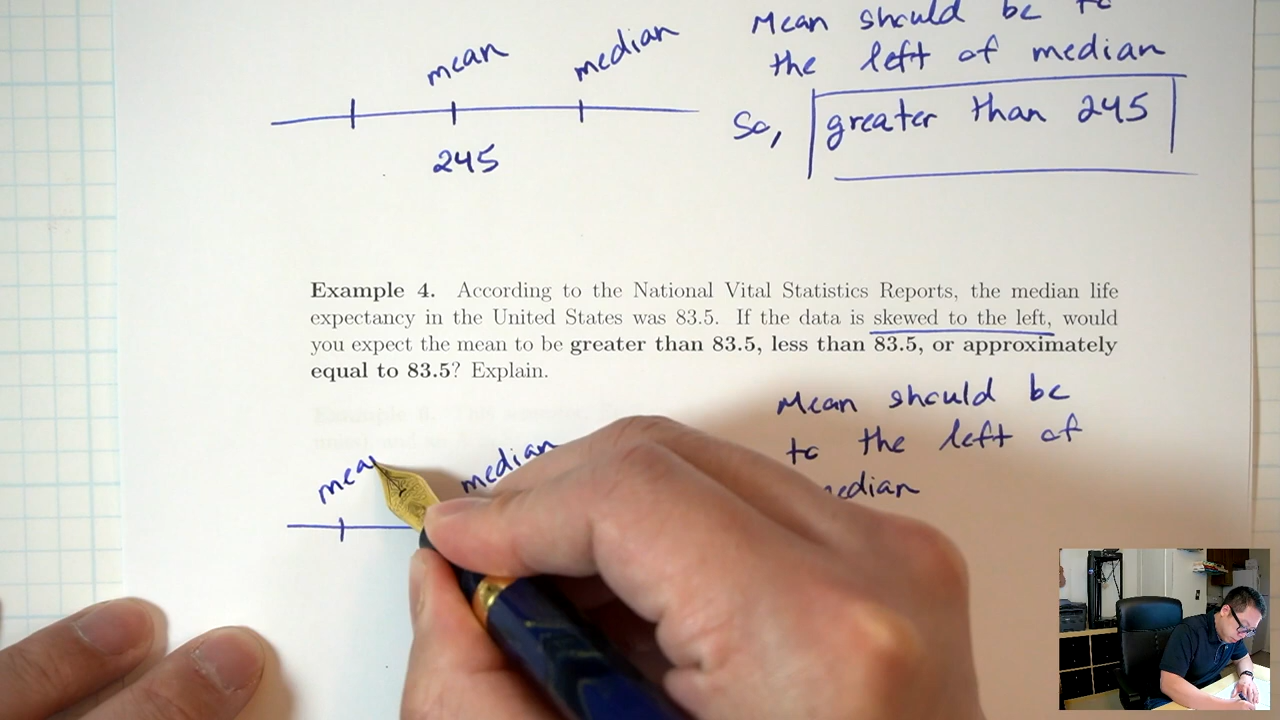 Mean should be to
the left of median
mean median
245
So, greater than 245
Example 4. According to the National Vital Statistics Reports, the median life
expectancy in the United States was 83.5. If the data is skewed to the left, would
you expect the mean to be greater than 83.5, less than 83.5, or approximately
equal to 83.5? Explain.
Mean should be
to the left of
median
mea median